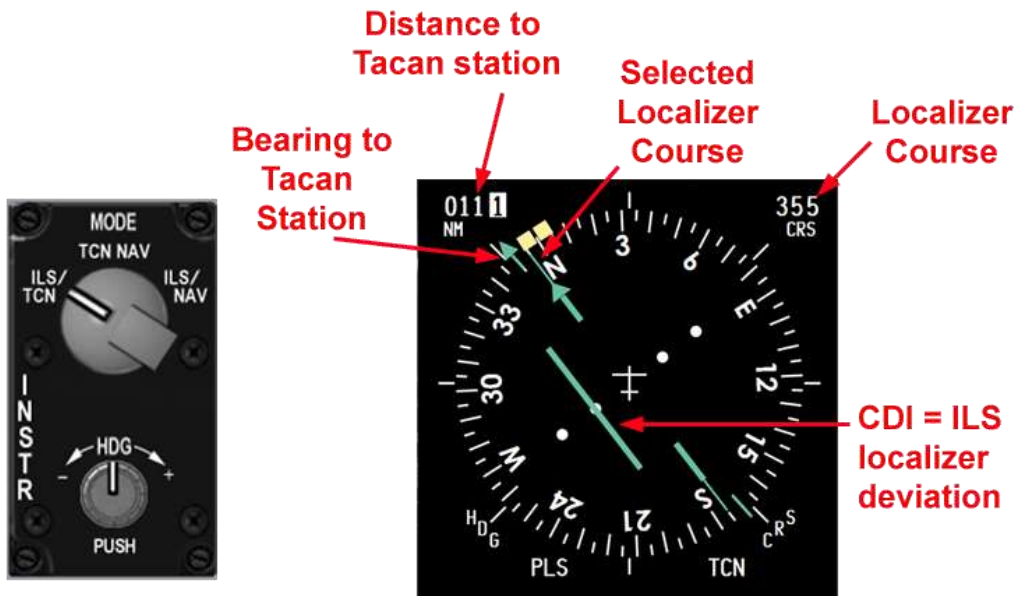 Distance to
Tacan station
Selected
Localizer
Course
Localizer
Course
Bearing to
Tacan
Station
MODE
TCN NAV
ILS/
TCN
ILS/
NAV
INSTR
HDG
- +
PUSH
011 1
NM
355
CRS
N
3
6
E
12
15
S
21
24
W
30
33
HDG
CRS
PLS
TCN
CDI = ILS
localizer
deviation